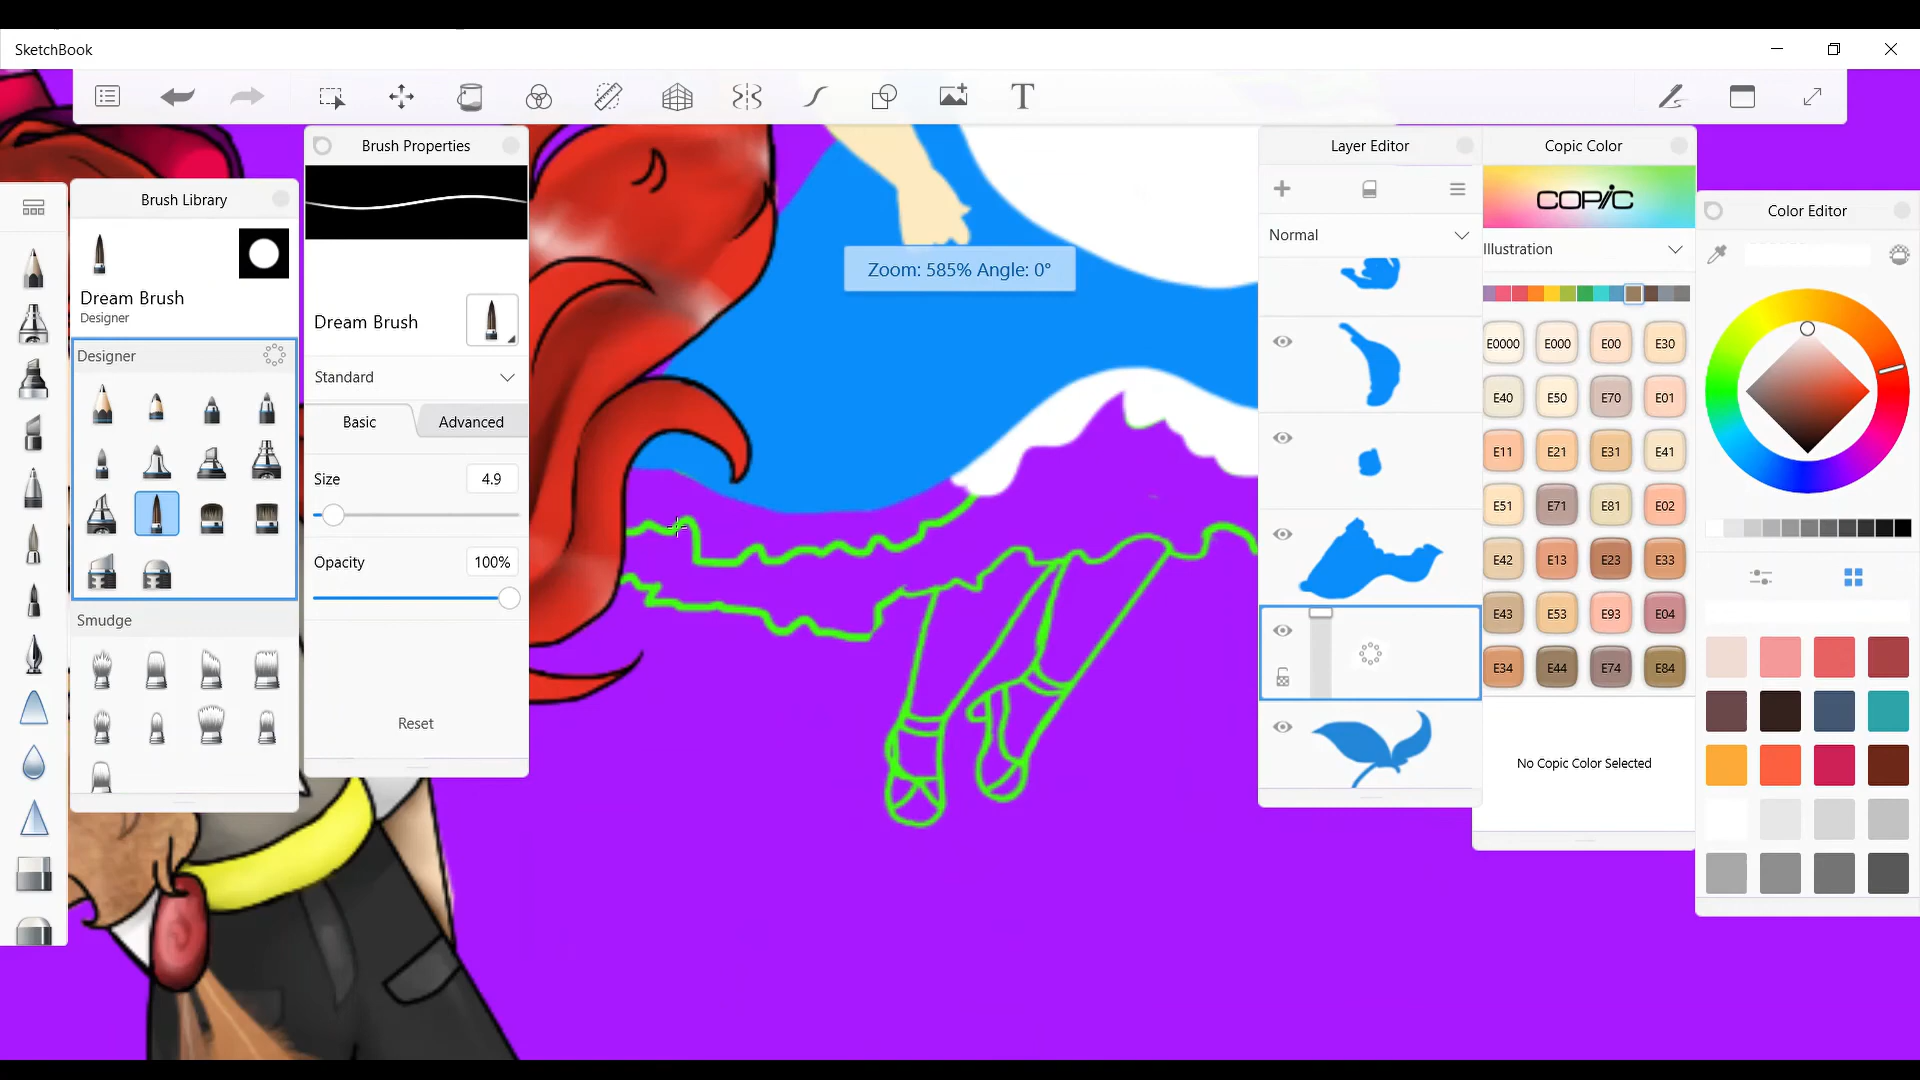 SketchBook
Brush Library
Dream Brush
Designer
Designer
Smudge
Brush Properties
Dream Brush
Standard
Basic Advanced
Size 4.9
Opacity 100%
Reset
Zoom: 585% Angle: 0°
Layer Editor
Normal
Copic Color
COPIC
Illustration
E0000 E000 E00 E30
E40 E50 E70 E01
E11 E21 E31 E41
E51 E71 E81 E02
E42 E13 E23 E33
E43 E53 E93 E04
E34 E44 E74 E84
No Copic Color Selected
Color Editor